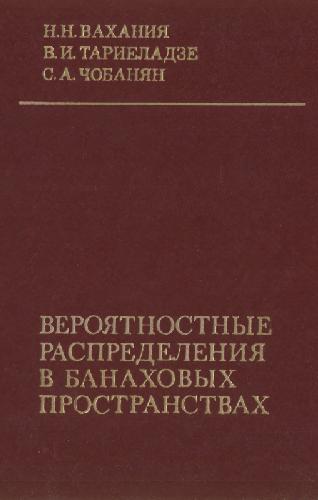 Н.Н. ВАХАНИЯ
В.И. ТАРИЕЛАДЗЕ
С.А. ЧОБАНЯН
ВЕРОЯТНОСТНЫЕ
РАСПРЕДЕЛЕНИЯ
В БАНАХОВЫХ
ПРОСТРАНСТВАХ